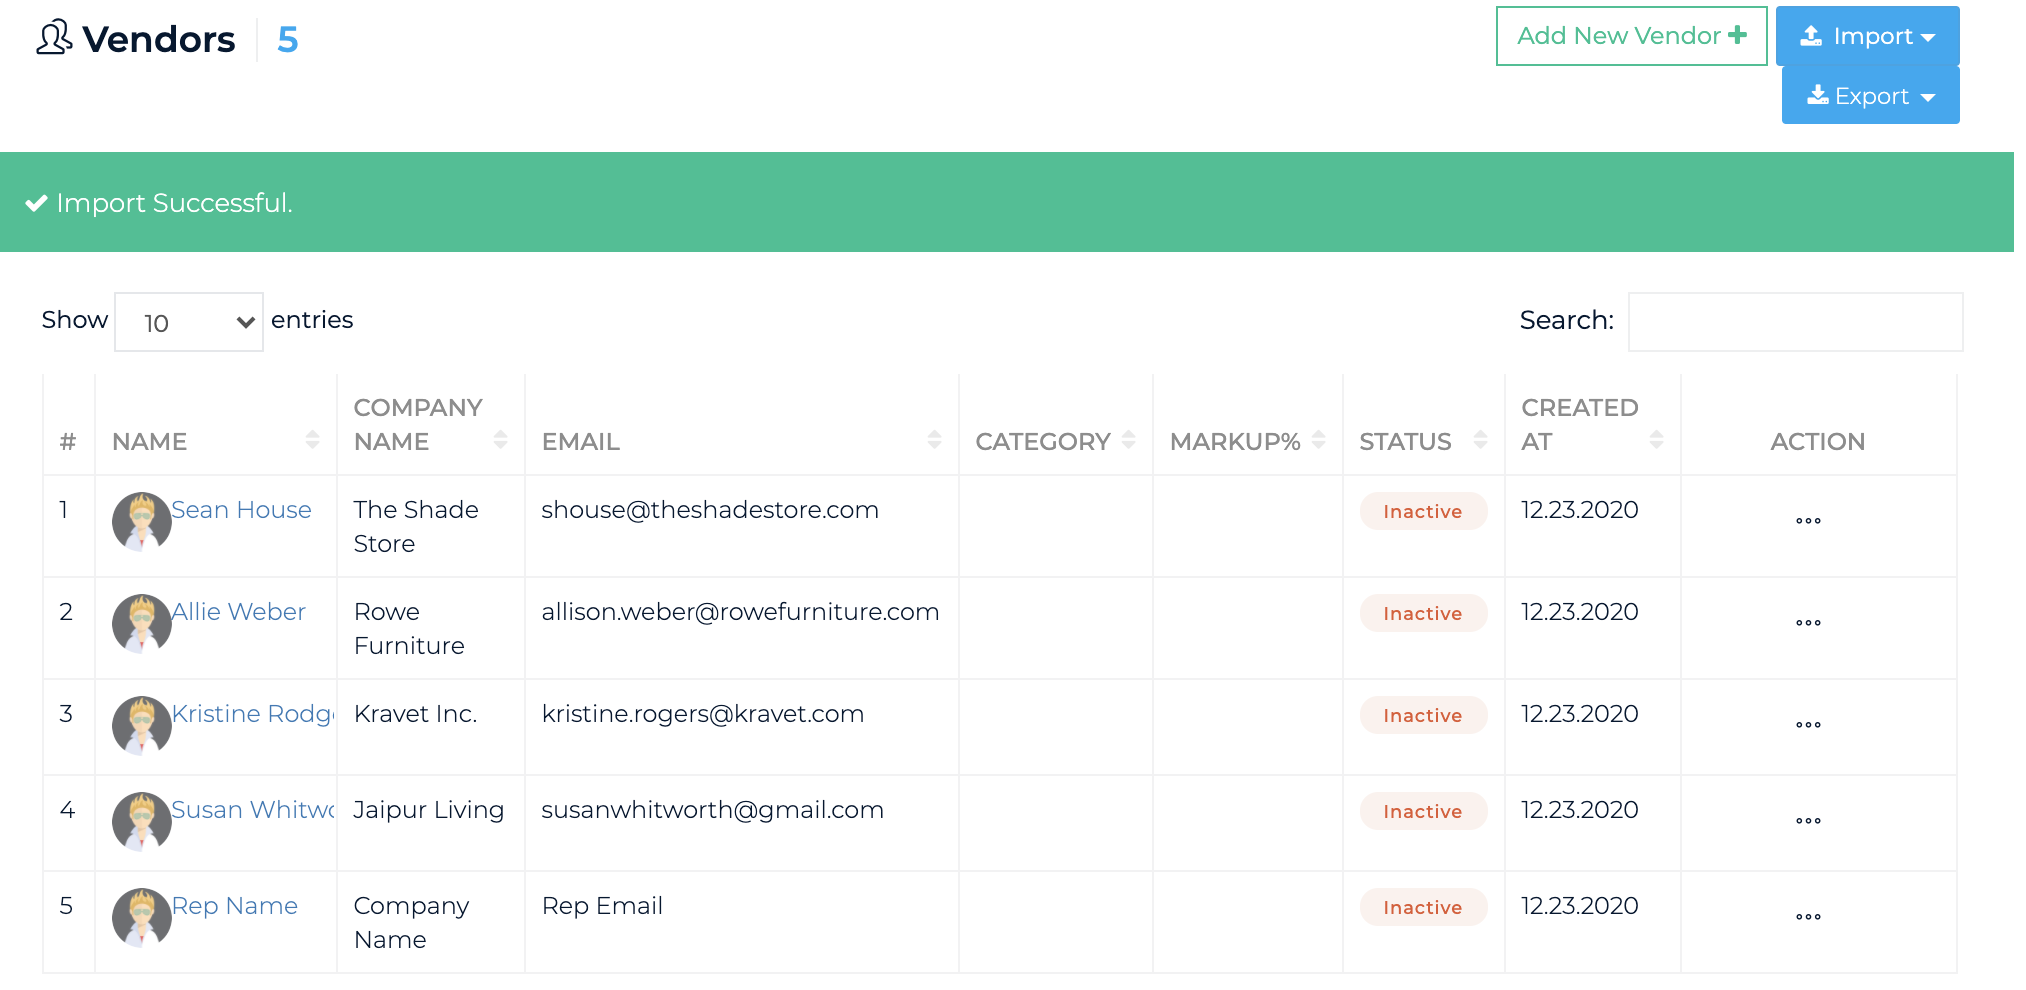 Vendors 5
Add New Vendor
Import
Export
Import Successful.
Show 10 entries
Search:
# NAME COMPANY NAME EMAIL CATEGORY MARKUP% STATUS CREATED AT ACTION
1 Sean House The Shade Store shouse@theshadestore.com Inactive 12.23.2020
2 Allie Weber Rowe Furniture allison.weber@rowefurniture.com Inactive 12.23.2020
3 Kristine Rodg Kravet Inc. kristine.rogers@kravet.com Inactive 12.23.2020
4 Susan Whitwo Jaipur Living susanwhitworth@gmail.com Inactive 12.23.2020
5 Rep Name Company Name Rep Email Inactive 12.23.2020